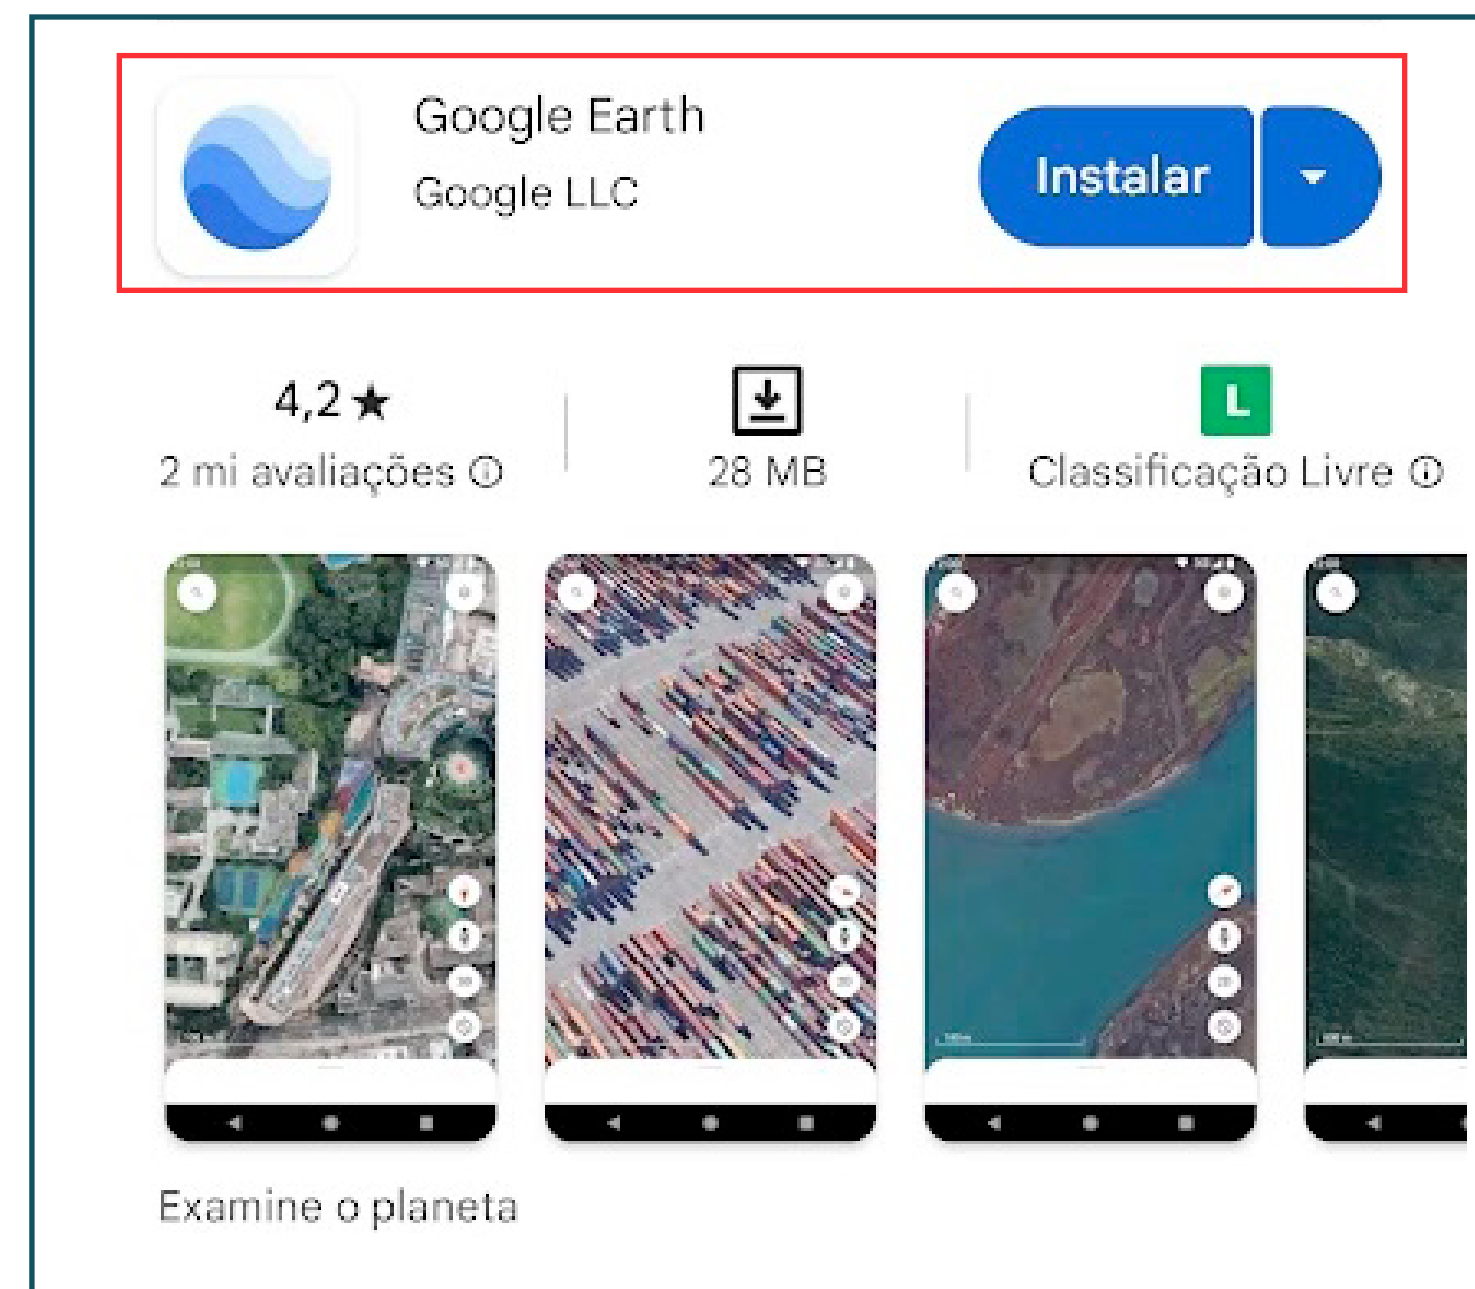 Google Earth
Google LLC
Instalar
4,2★
2 mi avaliações
28 MB
L
Classificação Livre
Examine o planeta